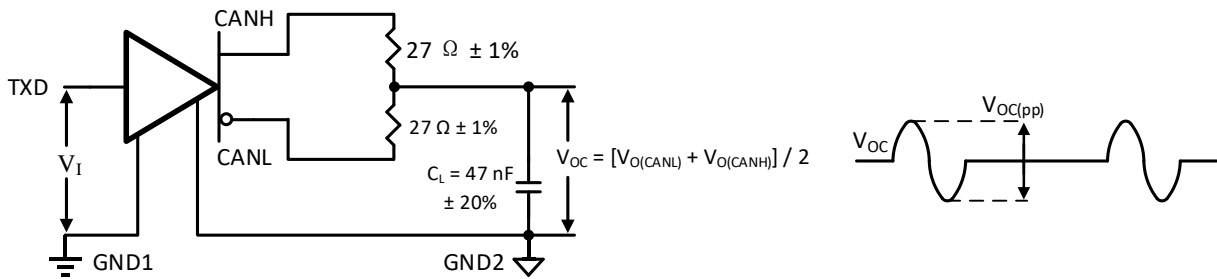 CANH
27 Ω ± 1%
TXD
27 Ω ± 1%
V_I
CANL
V_OC = [V_O(CANL) + V_O(CANH)] / 2
C_L = 47 nF
± 20%
GND1
GND2
V_OC(pp)
V_OC